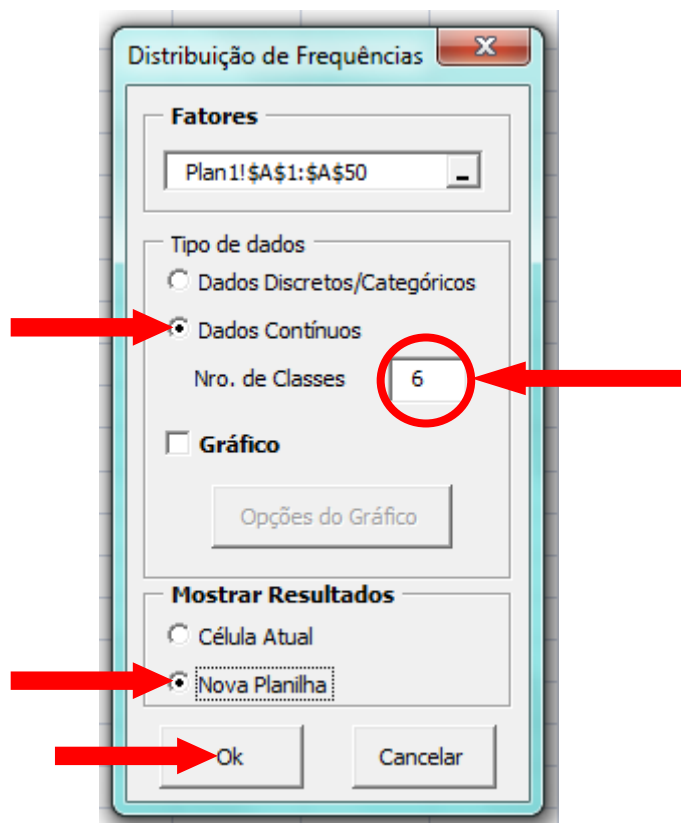 Distribuição de Frequências
Fatores
Plan1!$A$1:$A$50
Tipo de dados
Dados Discretos/Categóricos
Dados Contínuos
Nro. de Classes 6
Gráfico
Opções do Gráfico
Mostrar Resultados
Célula Atual
Nova Planilha
Ok Cancelar